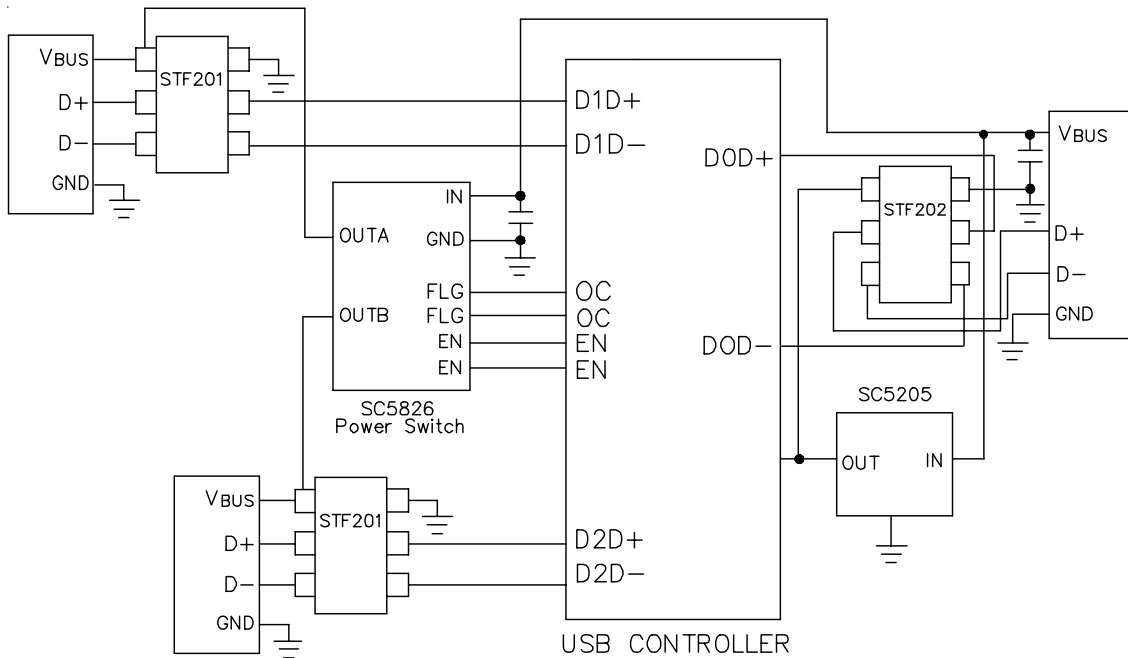 VBUS
D+
D-
GND
STF201
OUTA
OUTB
IN
GND
FLG
FLG
EN
EN
SC5826
Power Switch
D1D+
D1D-
OC
OC
EN
EN
D2D+
D2D-
DOD+
DOD-
USB CONTROLLER
STF202
VBUS
D+
D-
GND
SC5205
OUT
IN
VBUS
D+
D-
GND
STF201